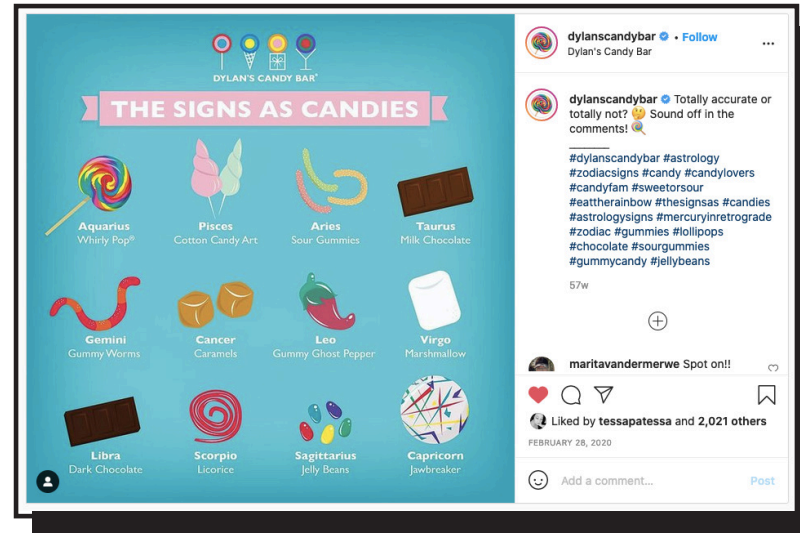 DYLAN'S CANDY BAR®
THE SIGNS AS CANDIES
Aquarius
Whirly Pop®
Pisces
Cotton Candy Art
Aries
Sour Gummies
Taurus
Milk Chocolate
Gemini
Gummy Worms
Cancer
Caramels
Leo
Gummy Ghost Pepper
Virgo
Marshmallow
Libra
Dark Chocolate
Scorpio
Licorice
Sagittarius
Jelly Beans
Capricorn
Jawbreaker
dylanscandybar • Follow
Dylan's Candy Bar
dylanscandybar Totally accurate or
totally not? 🤔 Sound off in the
comments! 🍭
#dylanscandybar #astrology
#zodiacsigns #candy #candylovers
#candyfam #sweetorsour
#eattherainbow #thesignsas #candies
#astrologysigns #mercuryinretrograde
#zodiac #gummies #lollipops
#chocolate #sourgummies
#gummycandy #jellybeans
57w
maritavandermerwe Spot on!!
Liked by tessapatessa and 2,021 others
FEBRUARY 28, 2020
Add a comment... Post